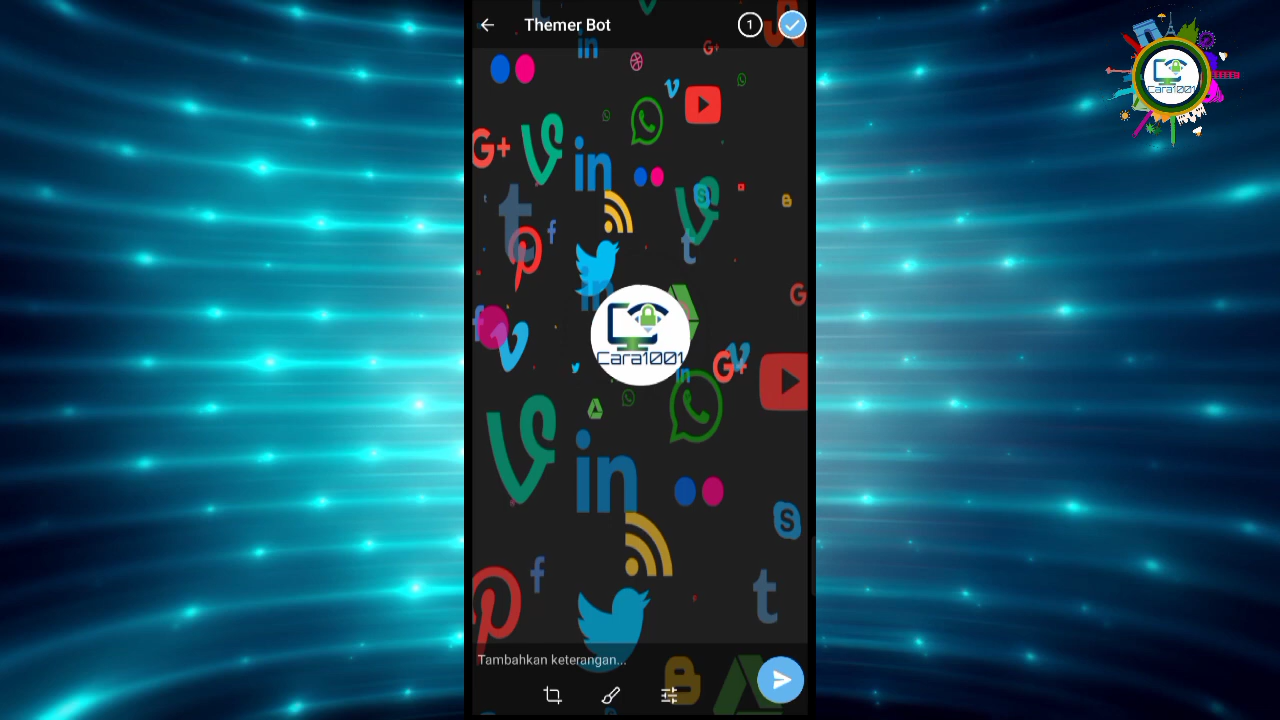 Themer Bot
1
Cara1001
Cara1001
Tambahkan keterangan...